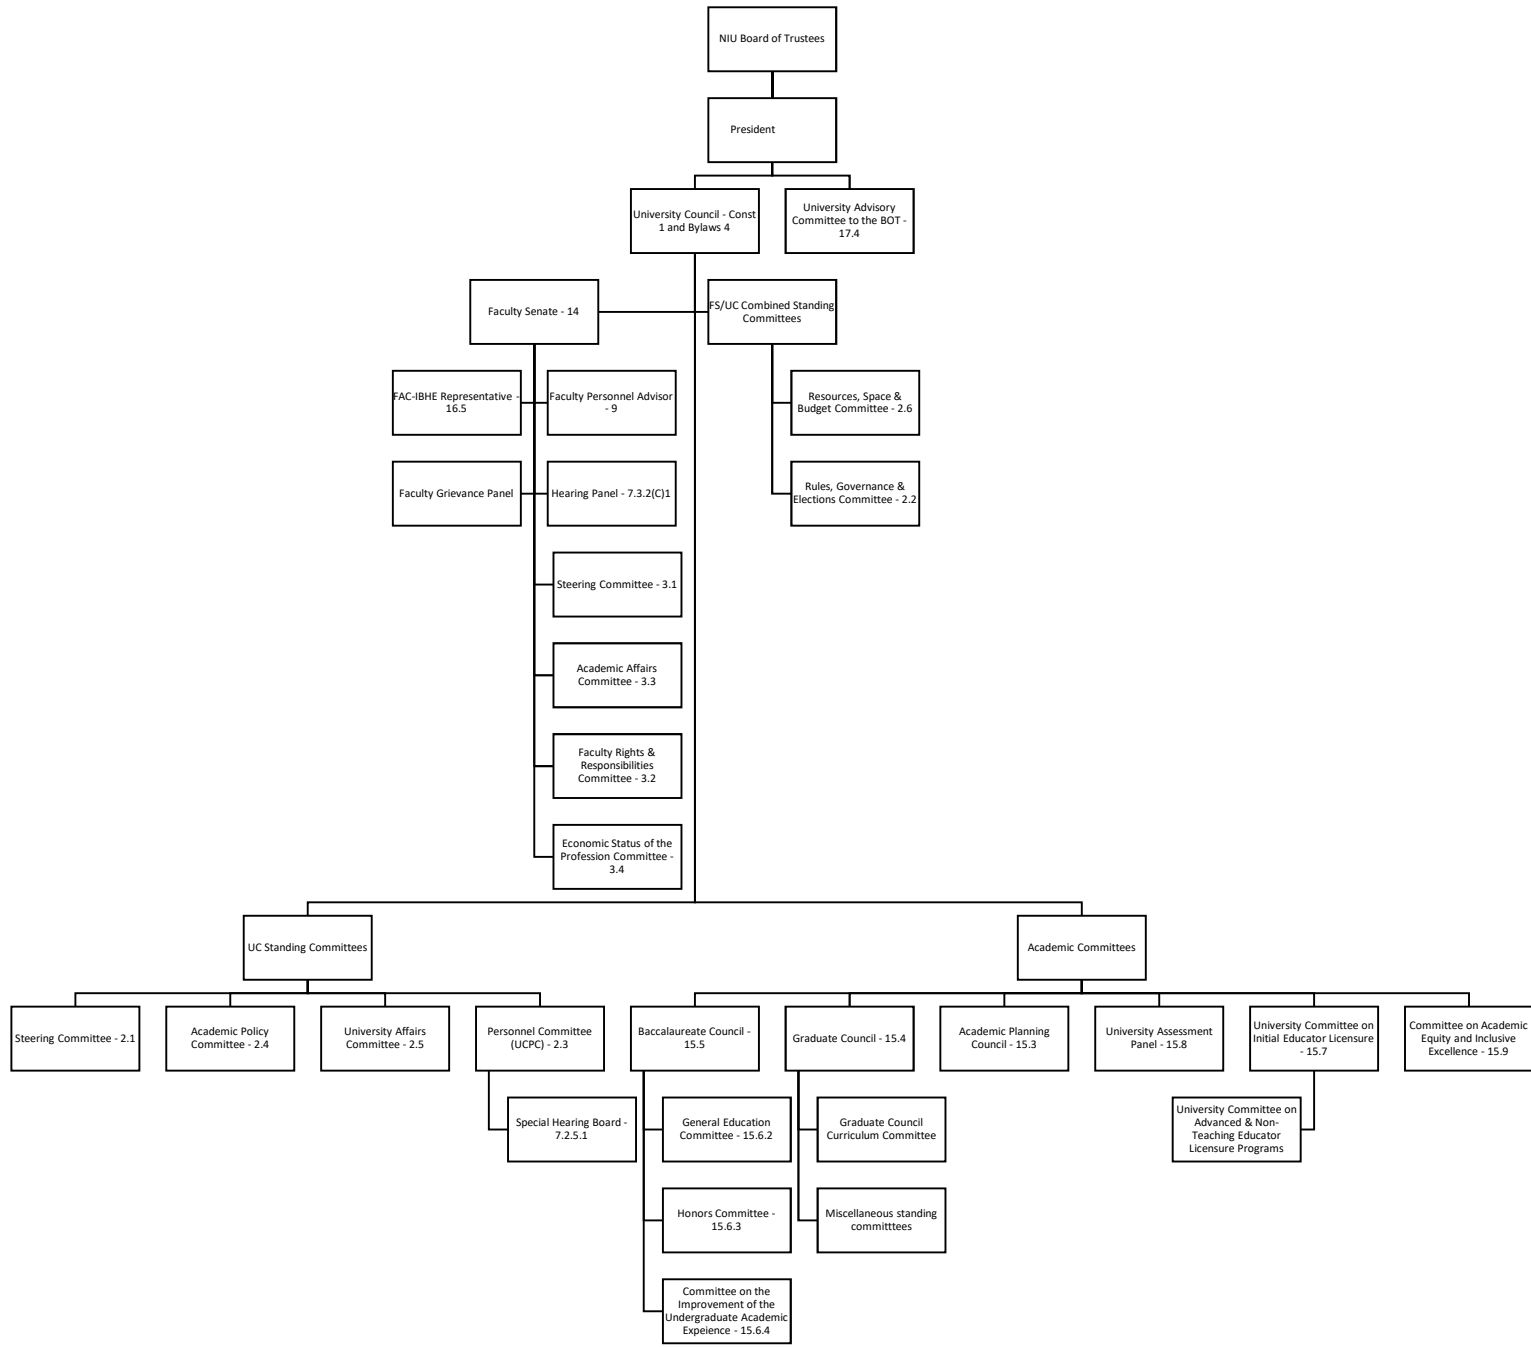 NIU Board of Trustees
President
University Council - Const
1 and Bylaws 4
University Advisory
Committee to the BOT -
17.4
Faculty Senate - 14
FS/UC Combined Standing
Committees
FAC-IBHE Representative -
16.5
Faculty Personnel Advisor
- 9
Resources, Space &
Budget Committee - 2.6
Faculty Grievance Panel
Hearing Panel - 7.3.2(C)1
Rules, Governance &
Elections Committee - 2.2
Steering Committee - 3.1
Academic Affairs
Committee - 3.3
Faculty Rights &
Responsibilities
Committee - 3.2
Economic Status of the
Profession Committee -
3.4
UC Standing Committees
Academic Committees
Steering Committee - 2.1
Academic Policy
Committee - 2.4
University Affairs
Committee - 2.5
Personnel Committee
(UCPC) - 2.3
Baccalaureate Council -
15.5
Graduate Council - 15.4
Academic Planning
Council - 15.3
University Assessment
Panel - 15.8
University Committee on
Initial Educator Licensure
- 15.7
Committee on Academic
Equity and Inclusive
Excellence - 15.9
Special Hearing Board -
7.2.5.1
General Education
Committee - 15.6.2
Graduate Council
Curriculum Committee
University Committee on
Advanced & Non-
Teaching Educator
Licensure Programs
Honors Committee -
15.6.3
Miscellaneous standing
committtees
Committee on the
Improvement of the
Undergraduate Academic
Expeience - 15.6.4